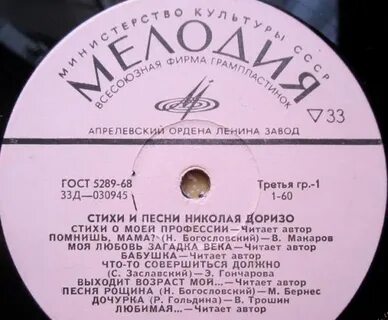 МИНИСТЕРСТВО КУЛЬТУРЫ СССР
МЕЛОДИЯ
ВСЕСОЮЗНАЯ ФИРМА ГРАМПЛАСТИНОК
▽33
АПРЕЛЕВСКИЙ ОРДЕНА ЛЕНИНА ЗАВОД
ГОСТ 5289-68
Третья гр.-1
33Д—030945
1-60
СТИХИ И ПЕСНИ НИКОЛАЯ ДОРИЗО
СТИХИ О МОЕЙ ПРОФЕССИИ—Читает автор
ПОМНИШЬ, МАМА? (Н. Богословский)— В. Макаров
МОЯ ЛЮБОВЬ ЗАГАДКА ВЕКА—Читает автор
БАБУШКА — Читает автор
ЧТО-ТО СОВЕРШИТЬСЯ ДОЛЖНО
(С. Заславский)— Э. Гончарова
ВЫХОДИТ ВОЗРАСТ МОЙ...—Читает автор
ПЕСНЯ РОЩИНА (Н. Богословский)— М. Бернес
ДОЧУРКА (Р. Гольдина)— В. Трошин
ЛЮБИМАЯ...—Читает автор